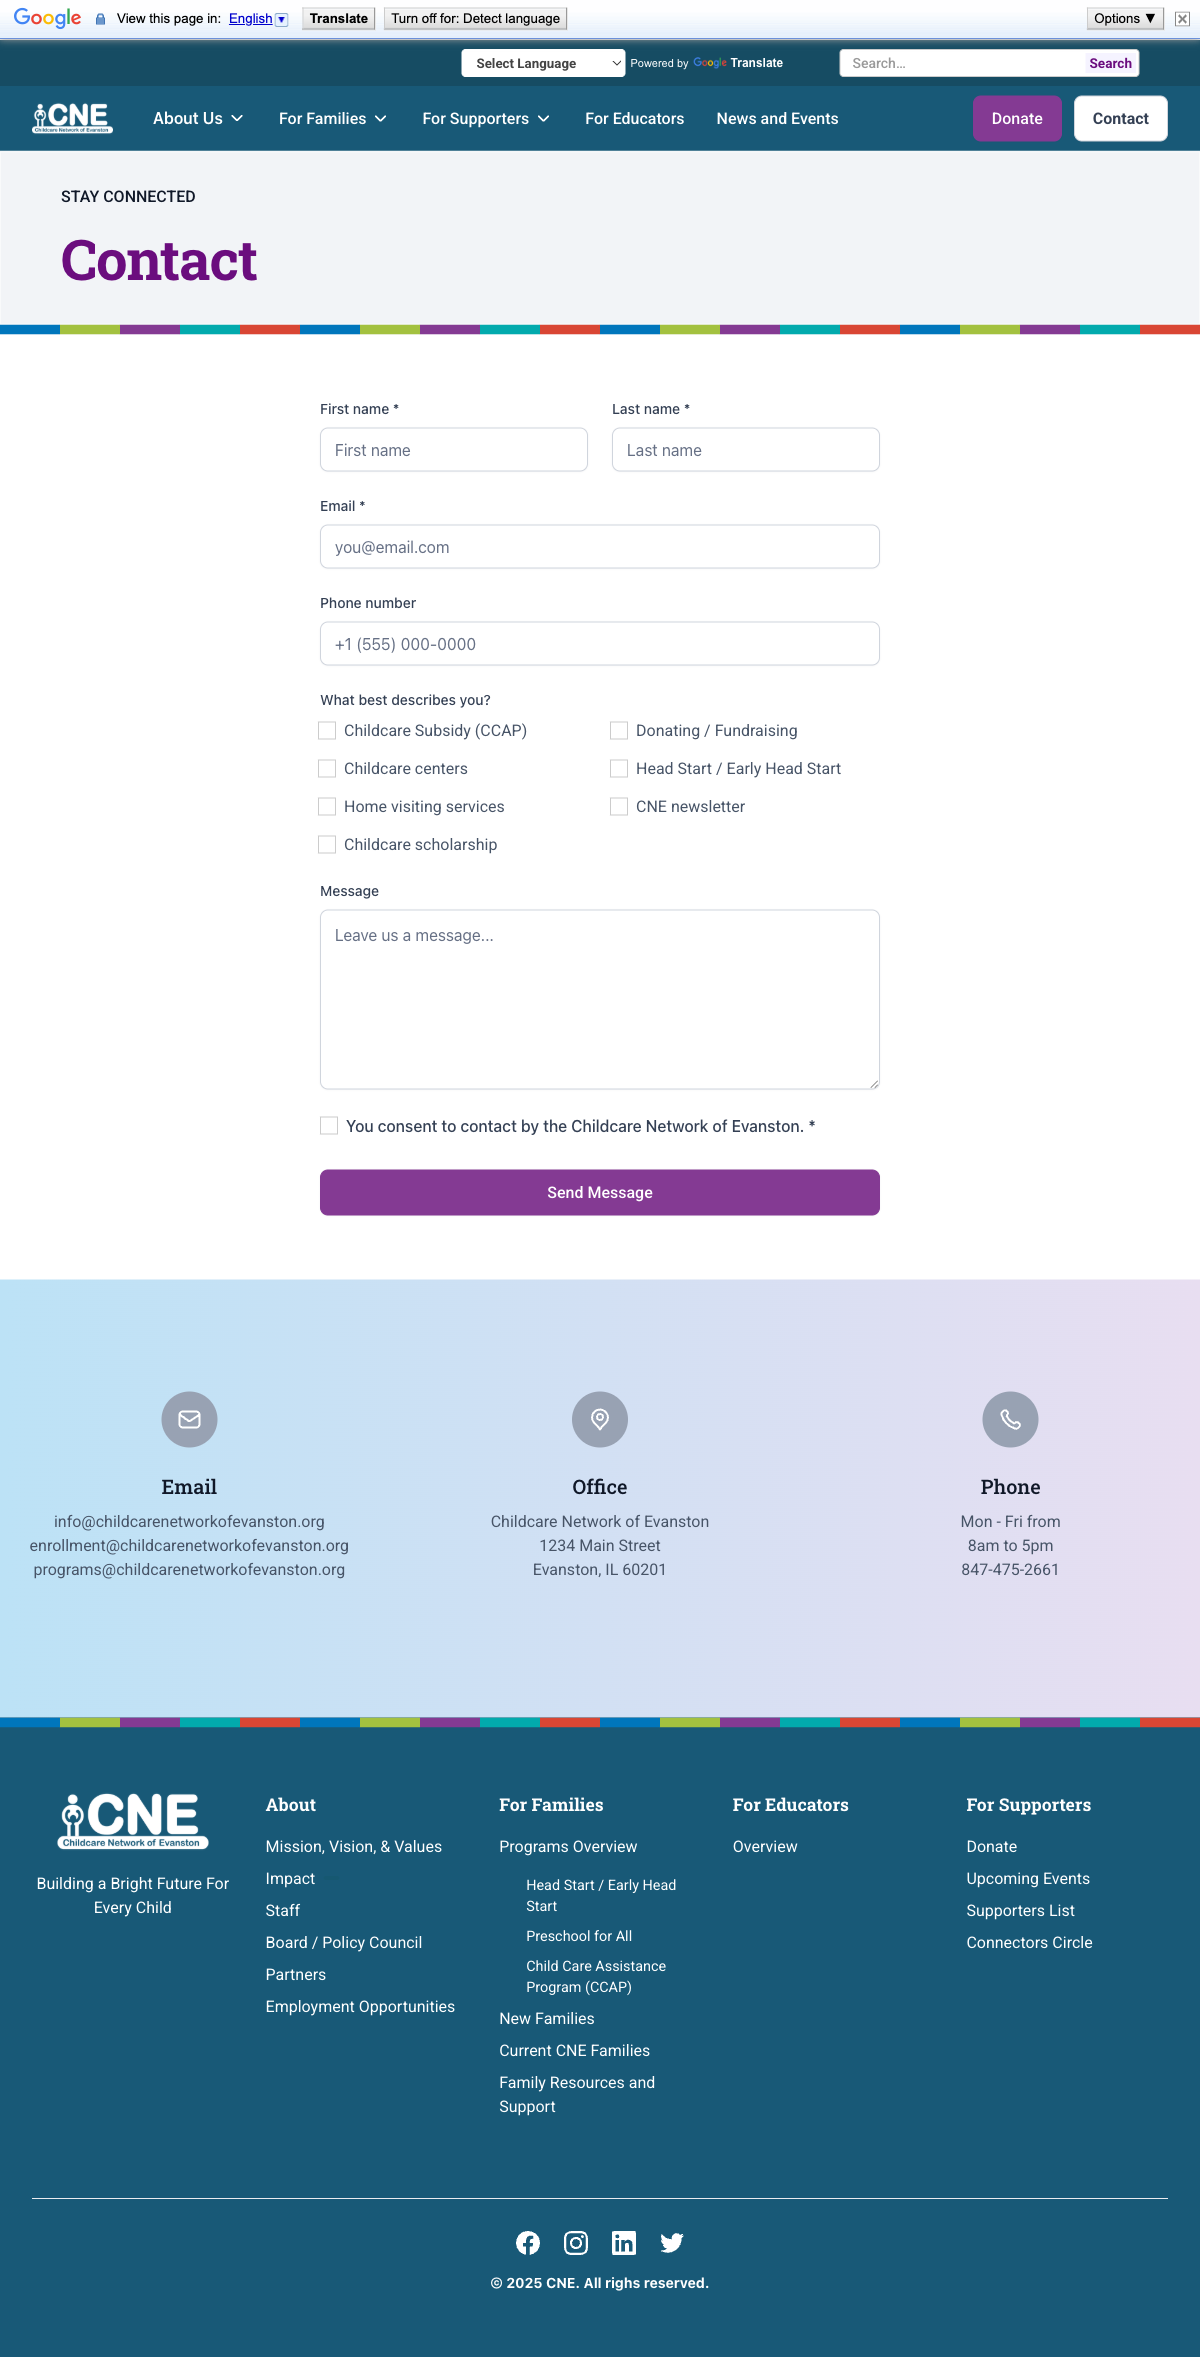 Google View this page in: English Translate Turn off for: Detect language Options ▼
Select Language Powered by Google Translate Search... Search
CNE
Childcare Network of Evanston
About Us For Families For Supporters For Educators News and Events Donate Contact
STAY CONNECTED
Contact
First name * Last name *
First name Last name
Email *
you@email.com
Phone number
+1 (555) 000-0000
What best describes you?
Childcare Subsidy (CCAP) Donating / Fundraising
Childcare centers Head Start / Early Head Start
Home visiting services CNE newsletter
Childcare scholarship
Message
Leave us a message...
You consent to contact by the Childcare Network of Evanston. *
Send Message
Email
info@childcarenetworkofevanston.org
enrollment@childcarenetworkofevanston.org
programs@childcarenetworkofevanston.org
Office
Childcare Network of Evanston
1234 Main Street
Evanston, IL 60201
Phone
Mon - Fri from
8am to 5pm
847-475-2661
CNE
Childcare Network of Evanston
Building a Bright Future For
Every Child
About
Mission, Vision, & Values
Impact
Staff
Board / Policy Council
Partners
Employment Opportunities
For Families
Programs Overview
Head Start / Early Head
Start
Preschool for All
Child Care Assistance
Program (CCAP)
New Families
Current CNE Families
Family Resources and
Support
For Educators
Overview
For Supporters
Donate
Upcoming Events
Supporters List
Connectors Circle
© 2025 CNE. All righs reserved.